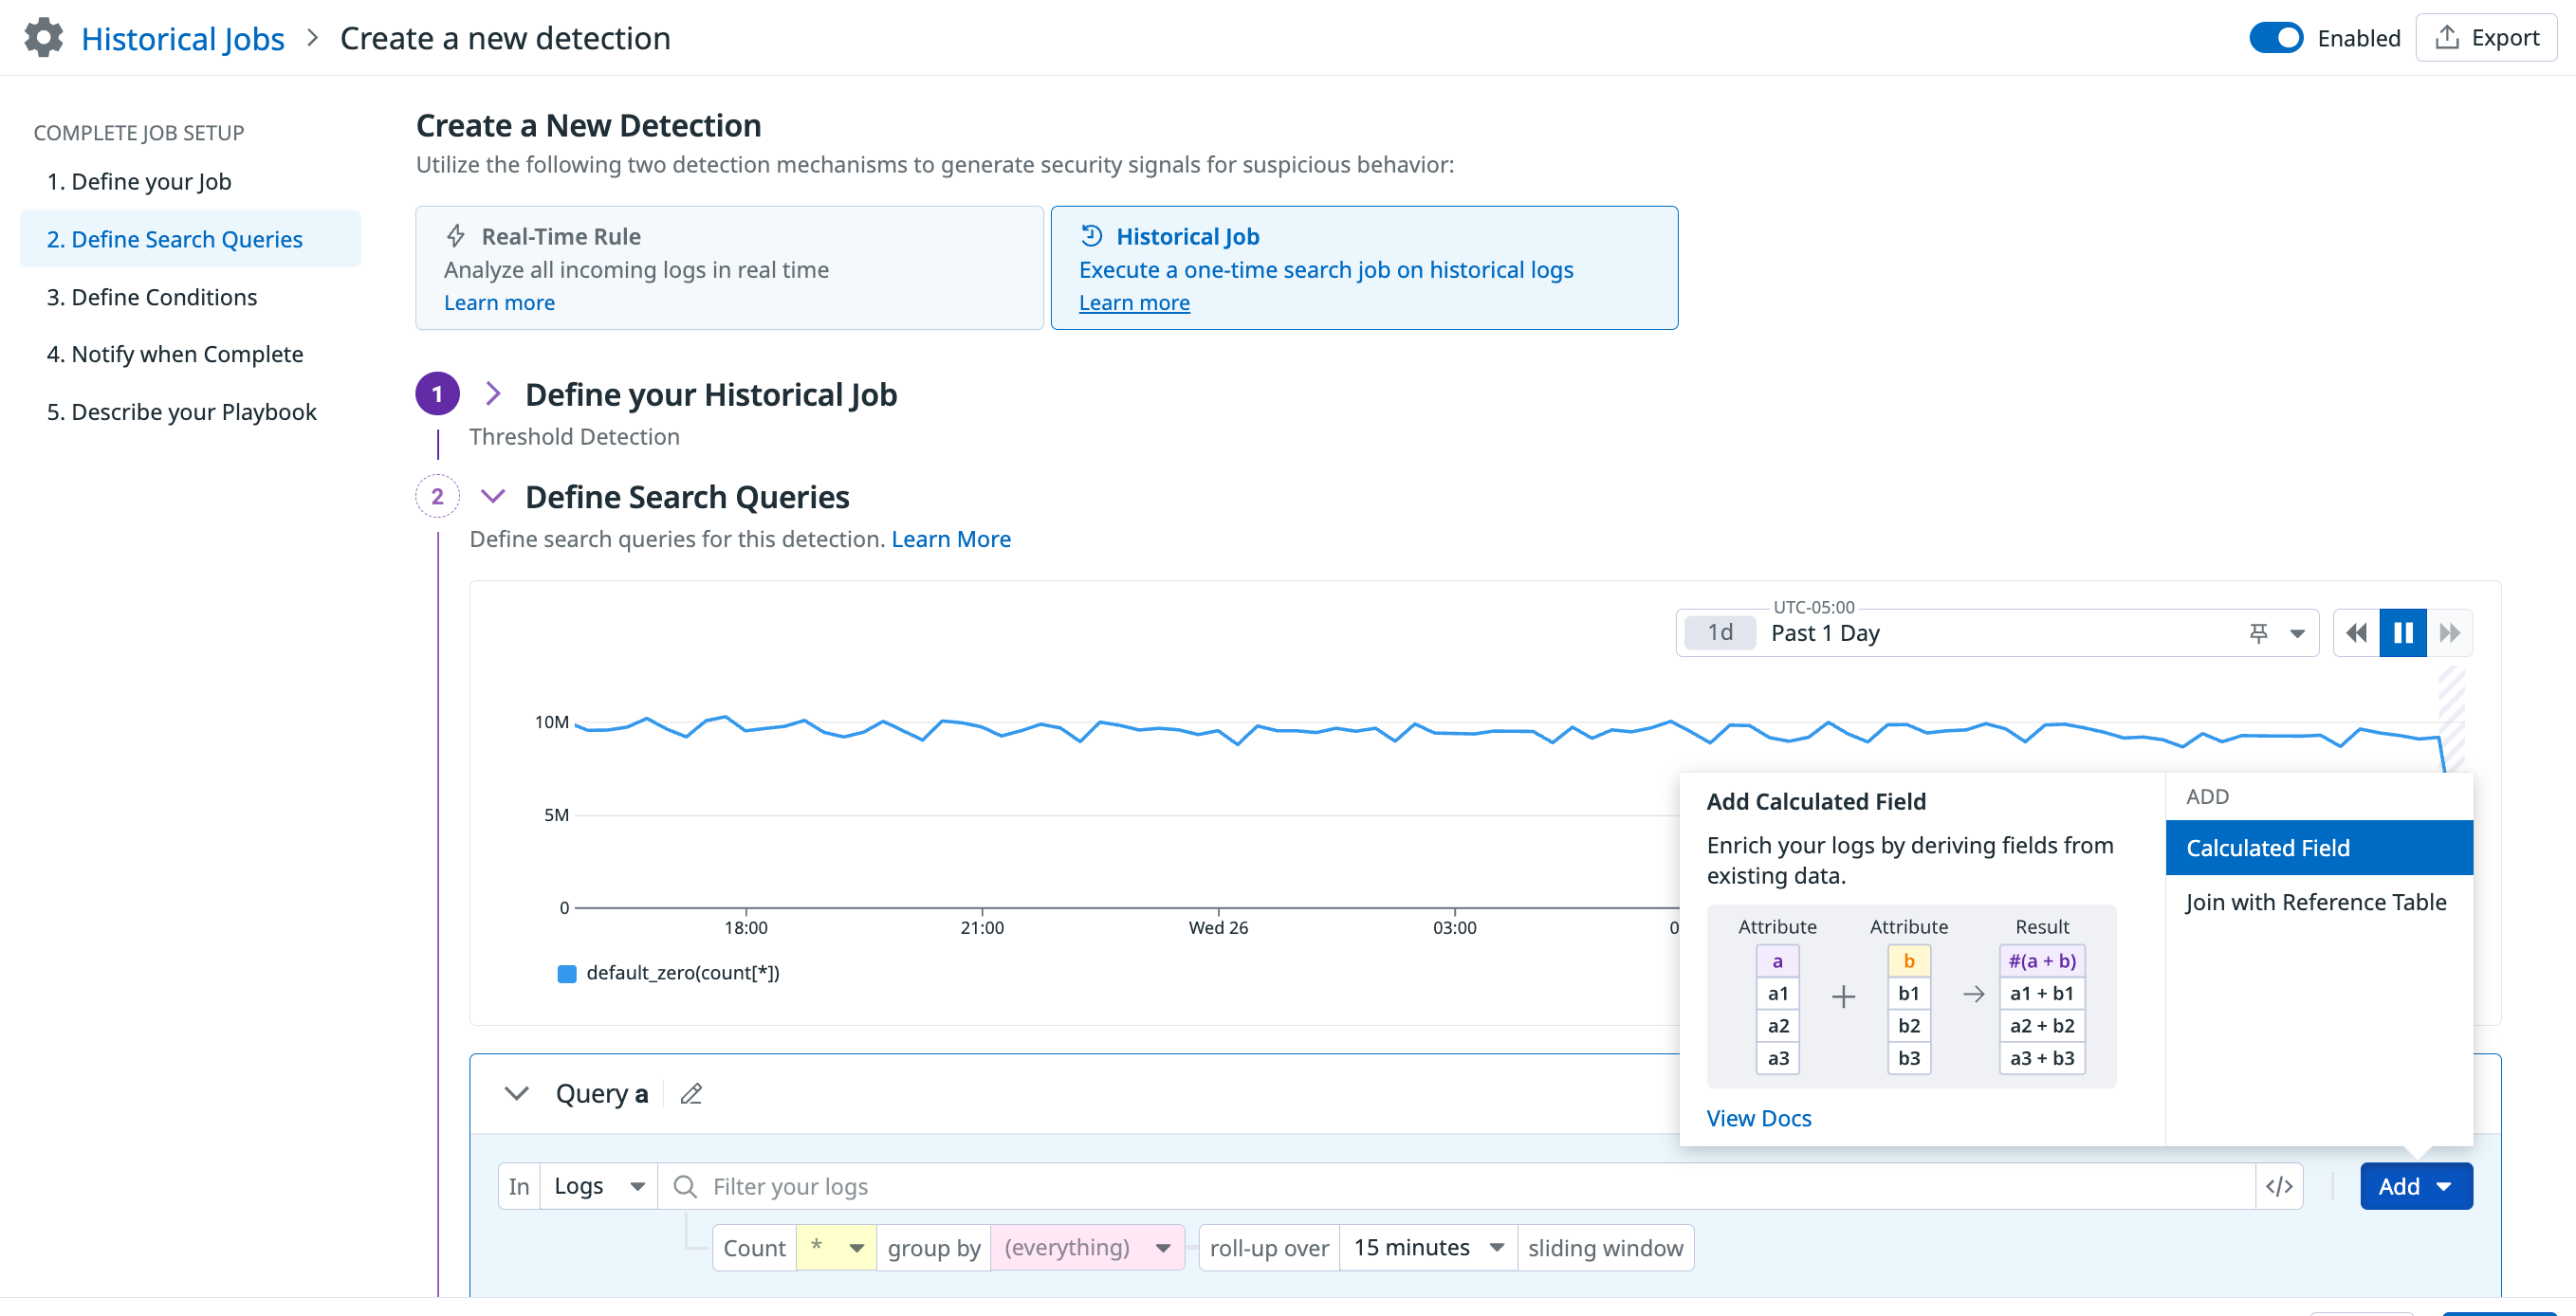 Historical Jobs > Create a new detection
Enabled
Export
COMPLETE JOB SETUP
1. Define your Job
2. Define Search Queries
3. Define Conditions
4. Notify when Complete
5. Describe your Playbook
Create a New Detection
Utilize the following two detection mechanisms to generate security signals for suspicious behavior:
Real-Time Rule
Analyze all incoming logs in real time
Learn more
Historical Job
Execute a one-time search job on historical logs
Learn more
1 Define your Historical Job
Threshold Detection
2 Define Search Queries
Define search queries for this detection. Learn More
UTC-05:00
1d Past 1 Day
10M
5M
0
18:00 21:00 Wed 26 03:00 0
default_zero(count[*])
Add Calculated Field
Enrich your logs by deriving fields from
existing data.
Attribute Attribute Result
a b #(a + b)
a1 + b1 → a1 + b1
a2 b2 a2 + b2
a3 b3 a3 + b3
View Docs
ADD
Calculated Field
Join with Reference Table
Query a
In Logs Filter your logs </> Add
Count * group by (everything) roll-up over 15 minutes sliding window